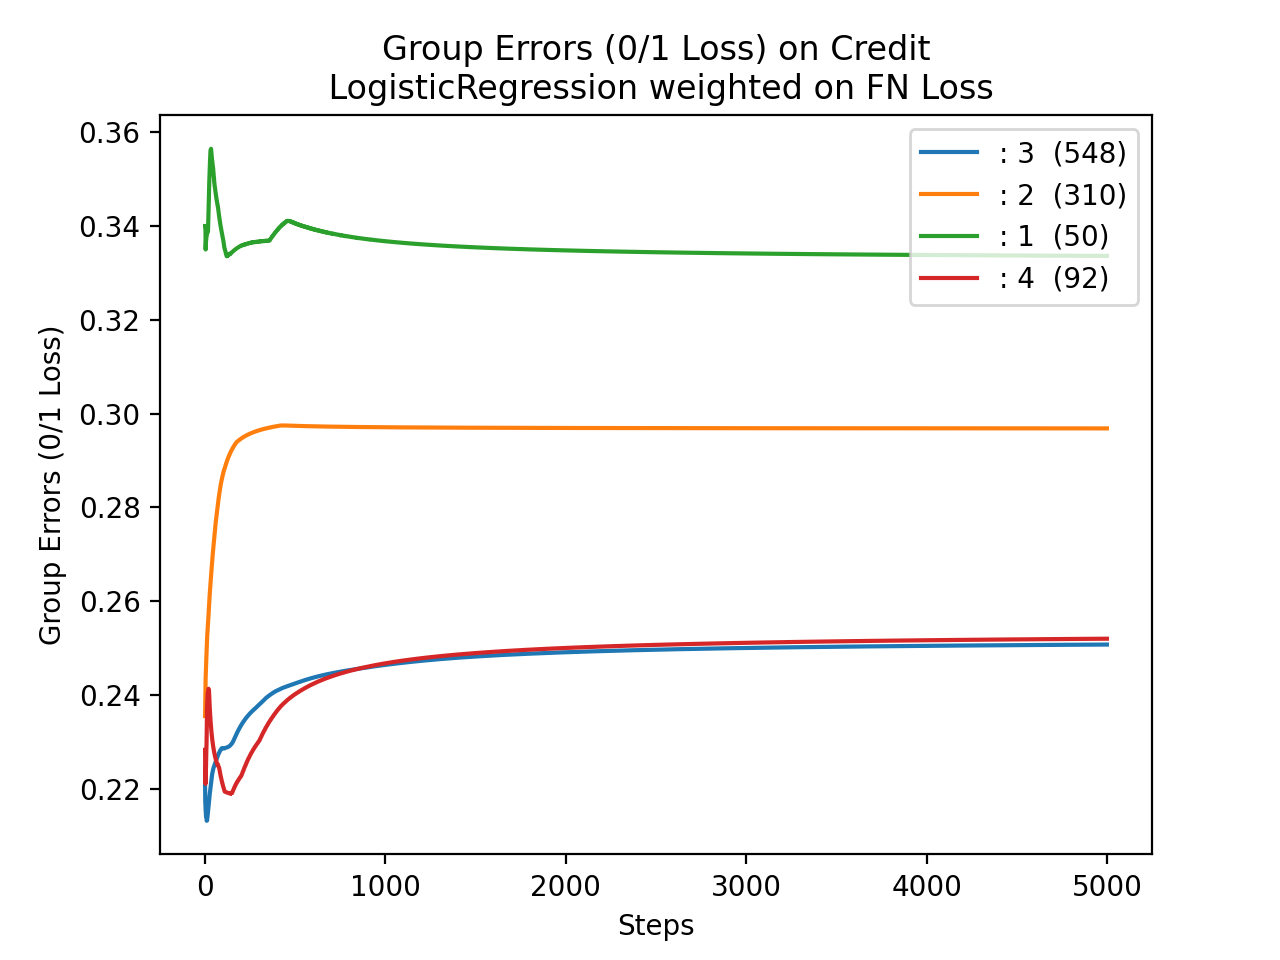 Group Errors (0/1 Loss) on Credit
LogisticRegression weighted on FN Loss
Group Errors (0/1 Loss)
0.36
0.34
0.32
0.30
0.28
0.26
0.24
0.22
: 3 (548)
: 2 (310)
: 1 (50)
: 4 (92)
0 1000 2000 3000 4000 5000
Steps